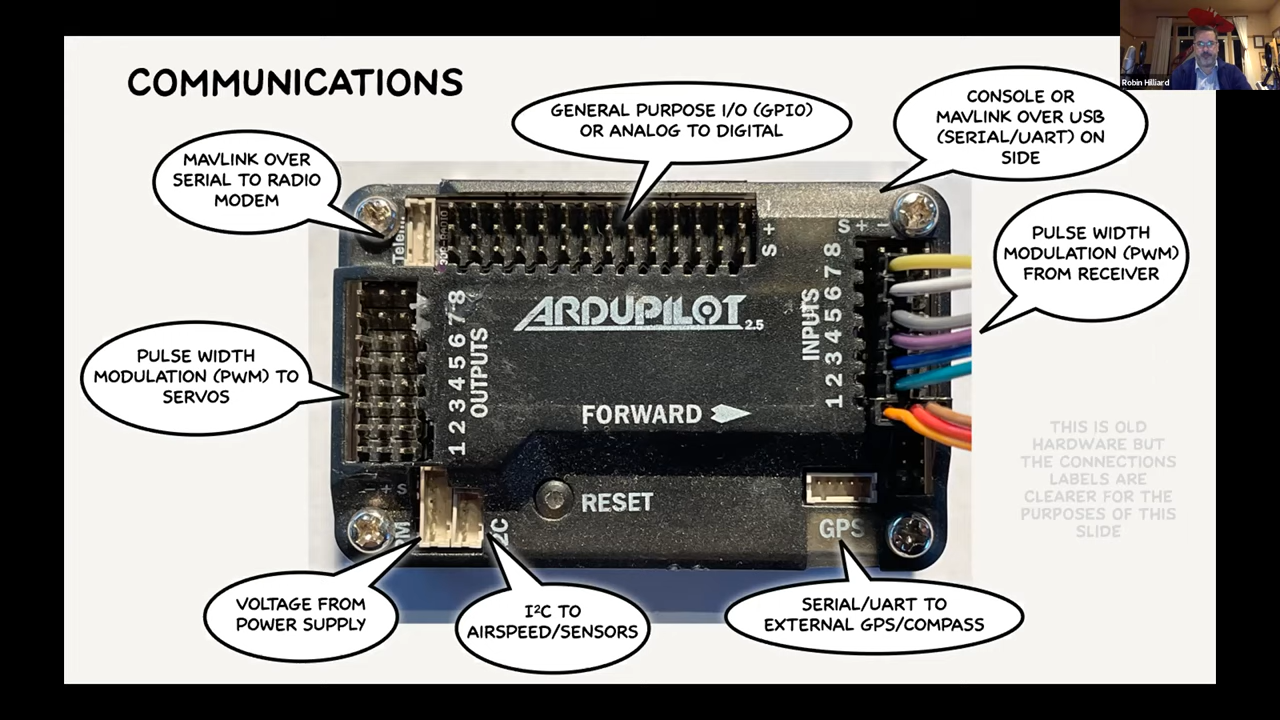 Robin Hilliard
COMMUNICATIONS
GENERAL PURPOSE I/O (GPIO)
OR ANALOG TO DIGITAL
CONSOLE OR
MAVLINK OVER USB
(SERIAL/UART) ON
SIDE
MAVLINK OVER
SERIAL TO RADIO
MODEM
PULSE WIDTH
MODULATION (PWM)
FROM RECEIVER
PULSE WIDTH
MODULATION (PWM) TO
SERVOS
S +
S + -
ARDUPILOT 2.5
1 2 3 4 5 6 7 8
OUTPUTS
INPUTS
1 2 3 4 5 6 7 8
FORWARD
RESET
GPS
THIS IS OLD
HARDWARE BUT
THE CONNECTIONS
LABELS ARE
CLEARER FOR THE
PURPOSES OF THIS
SLIDE
VOLTAGE FROM
POWER SUPPLY
I²C TO
AIRSPEED/SENSORS
SERIAL/UART TO
EXTERNAL GPS/COMPASS